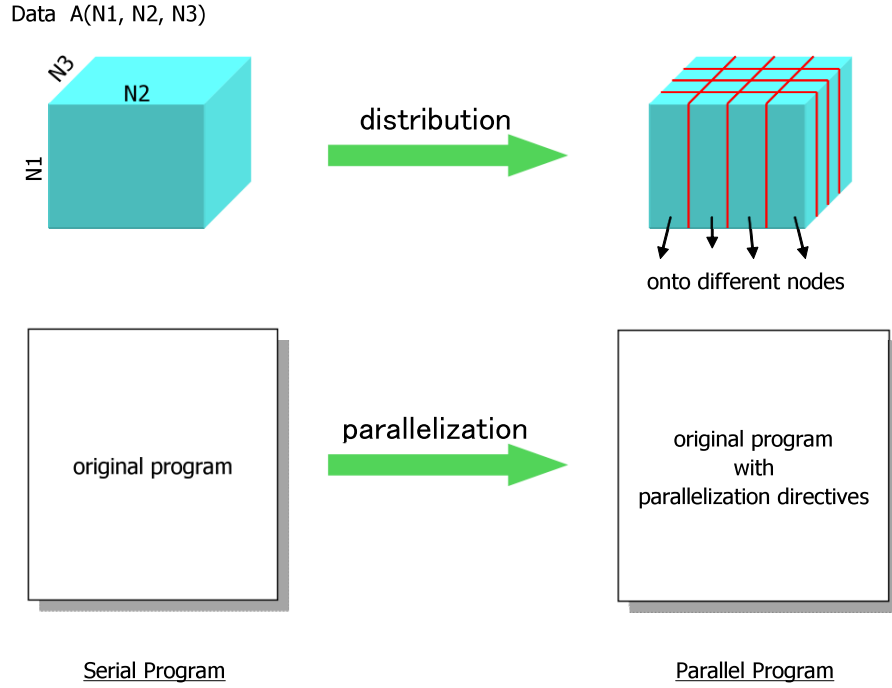 Data A(N1, N2, N3)
N3
N2
N1
distribution
onto different nodes
original program
parallelization
original program
with
parallelization directives
Serial Program
Parallel Program